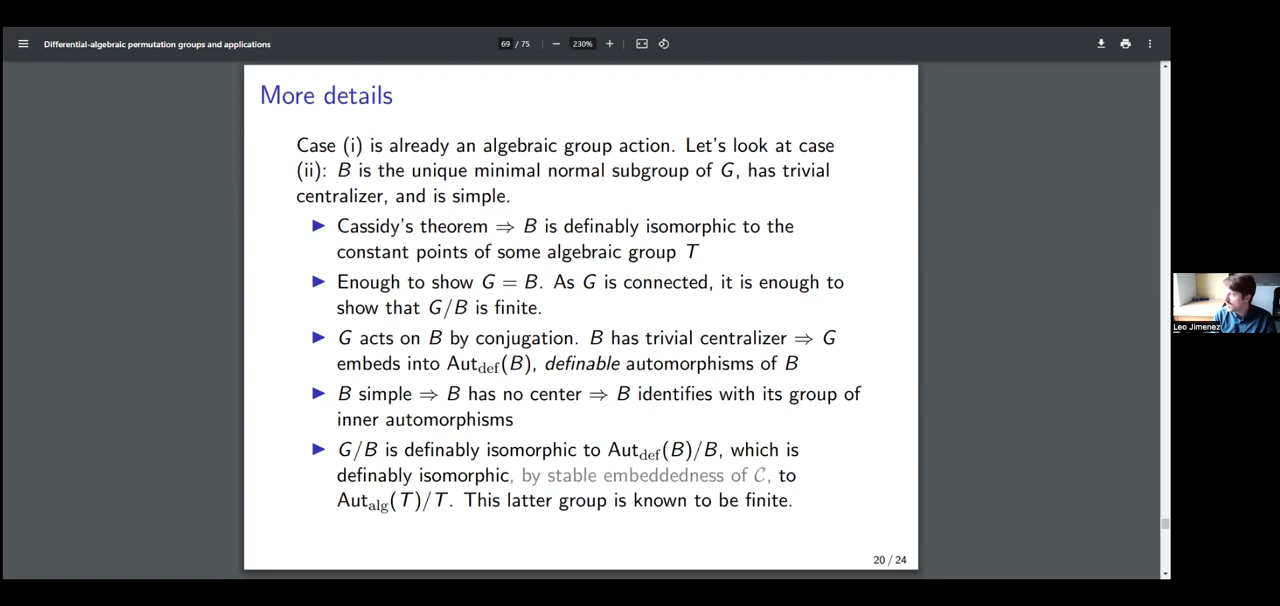 Differential-algebraic permutation groups and applications
69 / 75
230%
More details
Case (i) is already an algebraic group action. Let's look at case
(ii): B is the unique minimal normal subgroup of G, has trivial
centralizer, and is simple.
▶ Cassidy's theorem ⇒ B is definably isomorphic to the
constant points of some algebraic group T
▶ Enough to show G = B. As G is connected, it is enough to
show that G/B is finite.
▶ G acts on B by conjugation. B has trivial centralizer ⇒ G
embeds into Aut_def(B), definable automorphisms of B
▶ B simple ⇒ B has no center ⇒ B identifies with its group of
inner automorphisms
▶ G/B is definably isomorphic to Aut_def(B)/B, which is
definably isomorphic, by stable embeddedness of 𝒞, to
Aut_alg(T)/T. This latter group is known to be finite.
20 / 24
Leo Jimenez